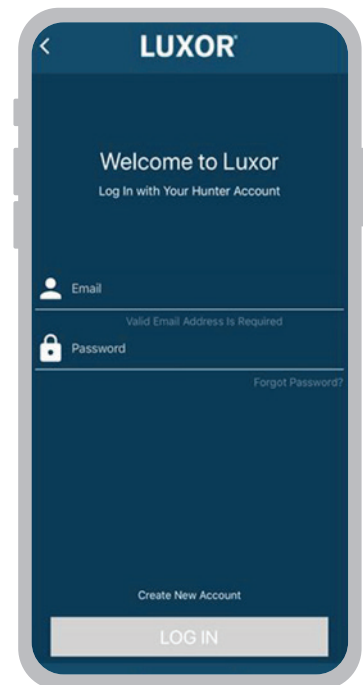 LUXOR
Welcome to Luxor
Log In with Your Hunter Account
Email
Valid Email Address Is Required
Password
Forgot Password?
Create New Account
LOG IN